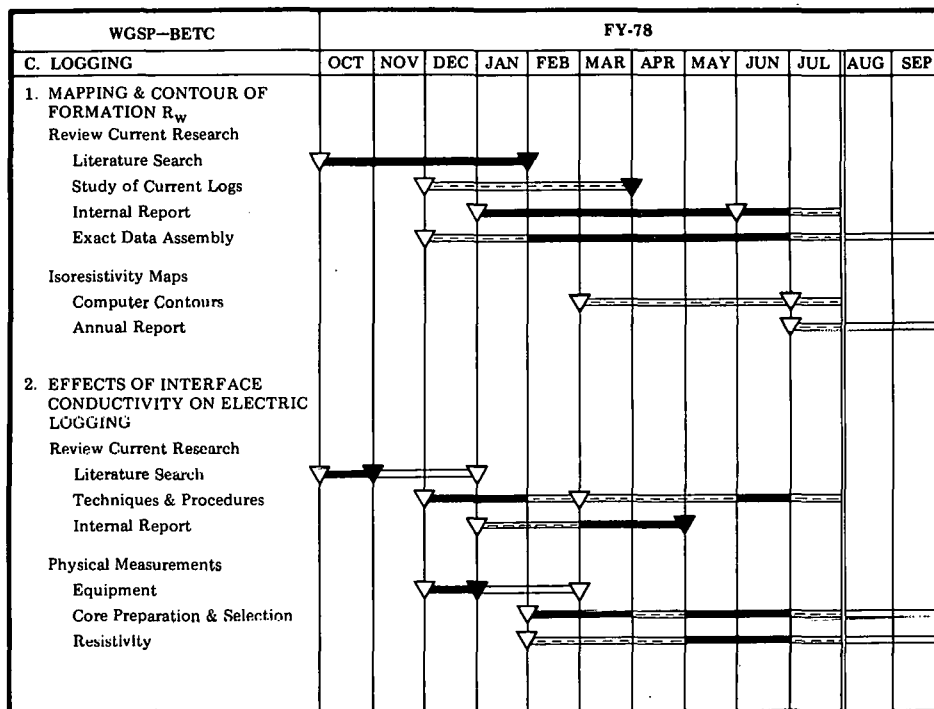 WGSP—BETC
FY-78
C. LOGGING
OCT NOV DEC JAN FEB MAR APR MAY JUN JUL AUG SEP
1. MAPPING & CONTOUR OF
FORMATION Rw
Review Current Research
Literature Search
Study of Current Logs
Internal Report
Exact Data Assembly
Isoresistivity Maps
Computer Contours
Annual Report
2. EFFECTS OF INTERFACE
CONDUCTIVITY ON ELECTRIC
LOGGING
Review Current Research
Literature Search
Techniques & Procedures
Internal Report
Physical Measurements
Equipment
Core Preparation & Selection
Resistivity